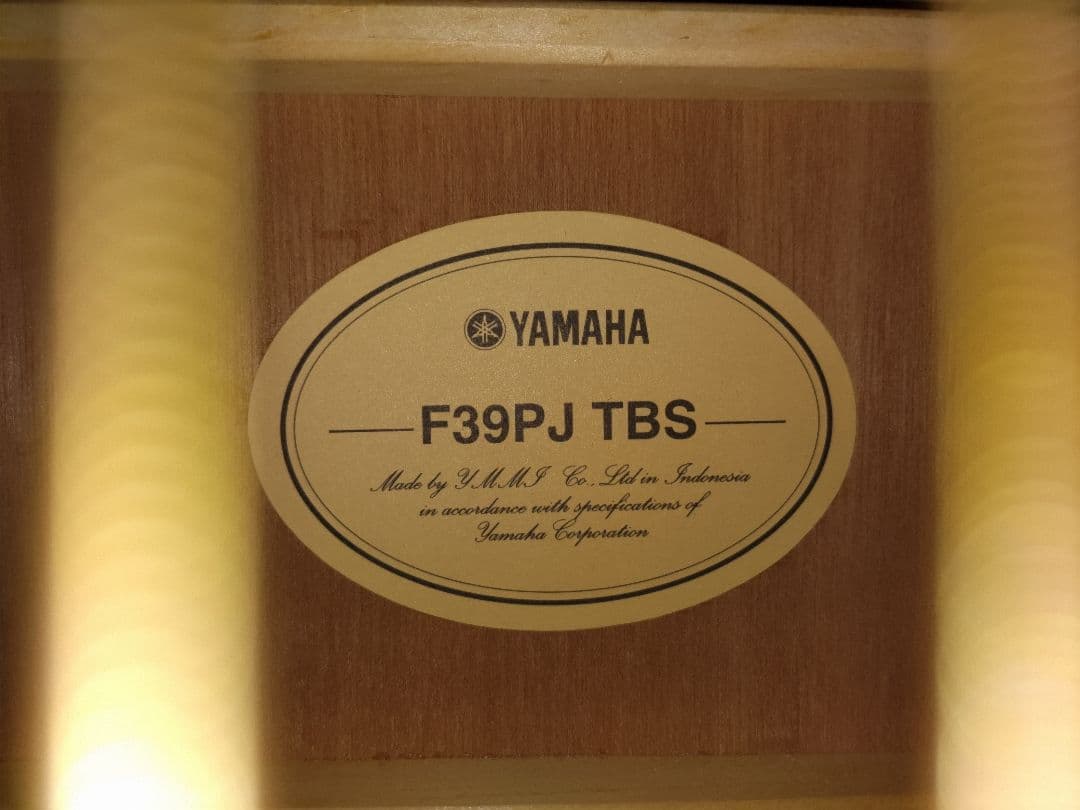 YAMAHA
F39PJ TBS
Made by YMMI Co., Ltd in Indonesia
in accordance with specifications of
Yamaha Corporation